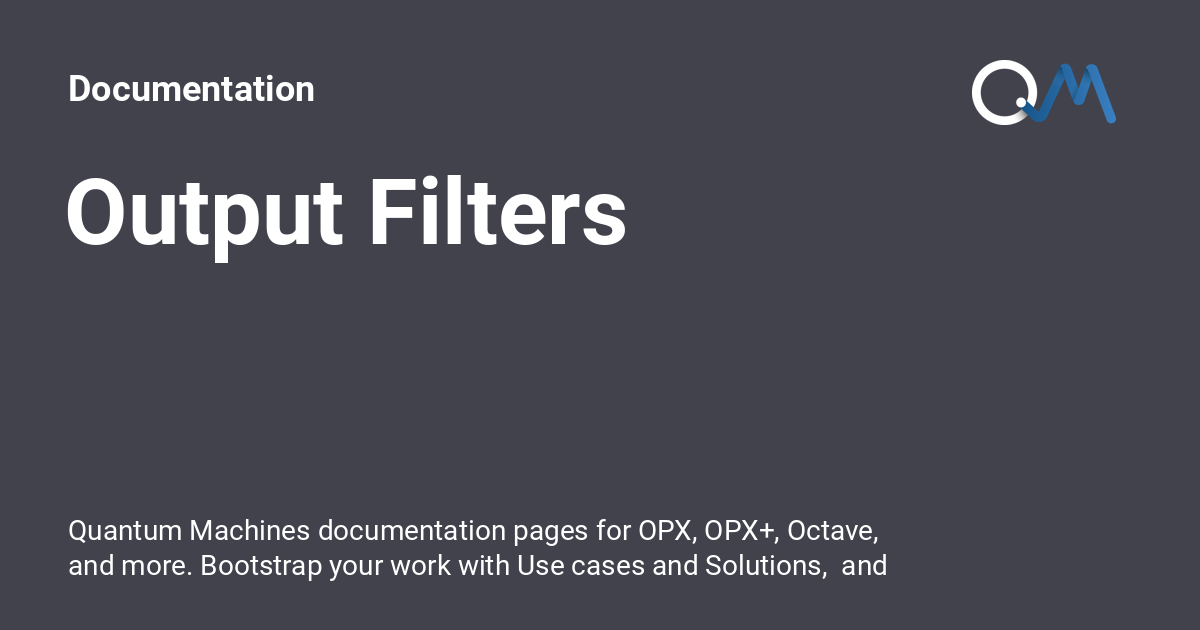 Documentation
QM
Output Filters
Quantum Machines documentation pages for OPX, OPX+, Octave,
and more. Bootstrap your work with Use cases and Solutions,  and